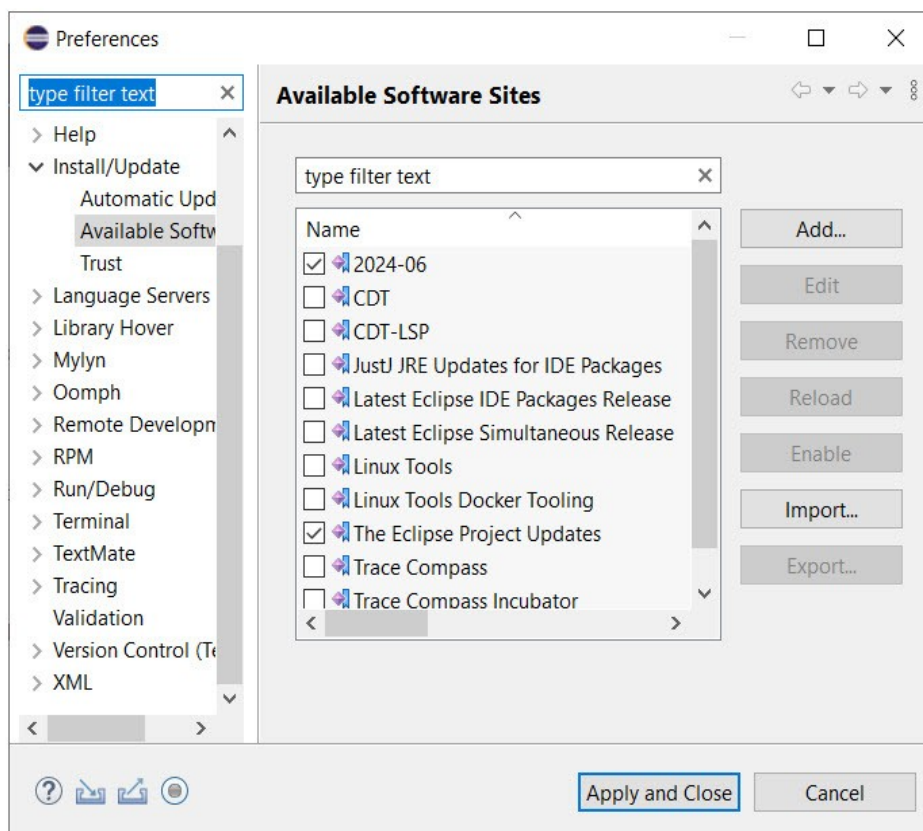 Preferences
type filter text
Help
Install/Update
Automatic Upd
Available Softw
Trust
Language Servers
Library Hover
Mylyn
Oomph
Remote Developm
RPM
Run/Debug
Terminal
TextMate
Tracing
Validation
Version Control (Te
XML
Available Software Sites
type filter text
Name
2024-06
CDT
CDT-LSP
JustJ JRE Updates for IDE Packages
Latest Eclipse IDE Packages Release
Latest Eclipse Simultaneous Release
Linux Tools
Linux Tools Docker Tooling
The Eclipse Project Updates
Trace Compass
Trace Compass Incubator
Add...
Edit
Remove
Reload
Enable
Import...
Export...
Apply and Close
Cancel